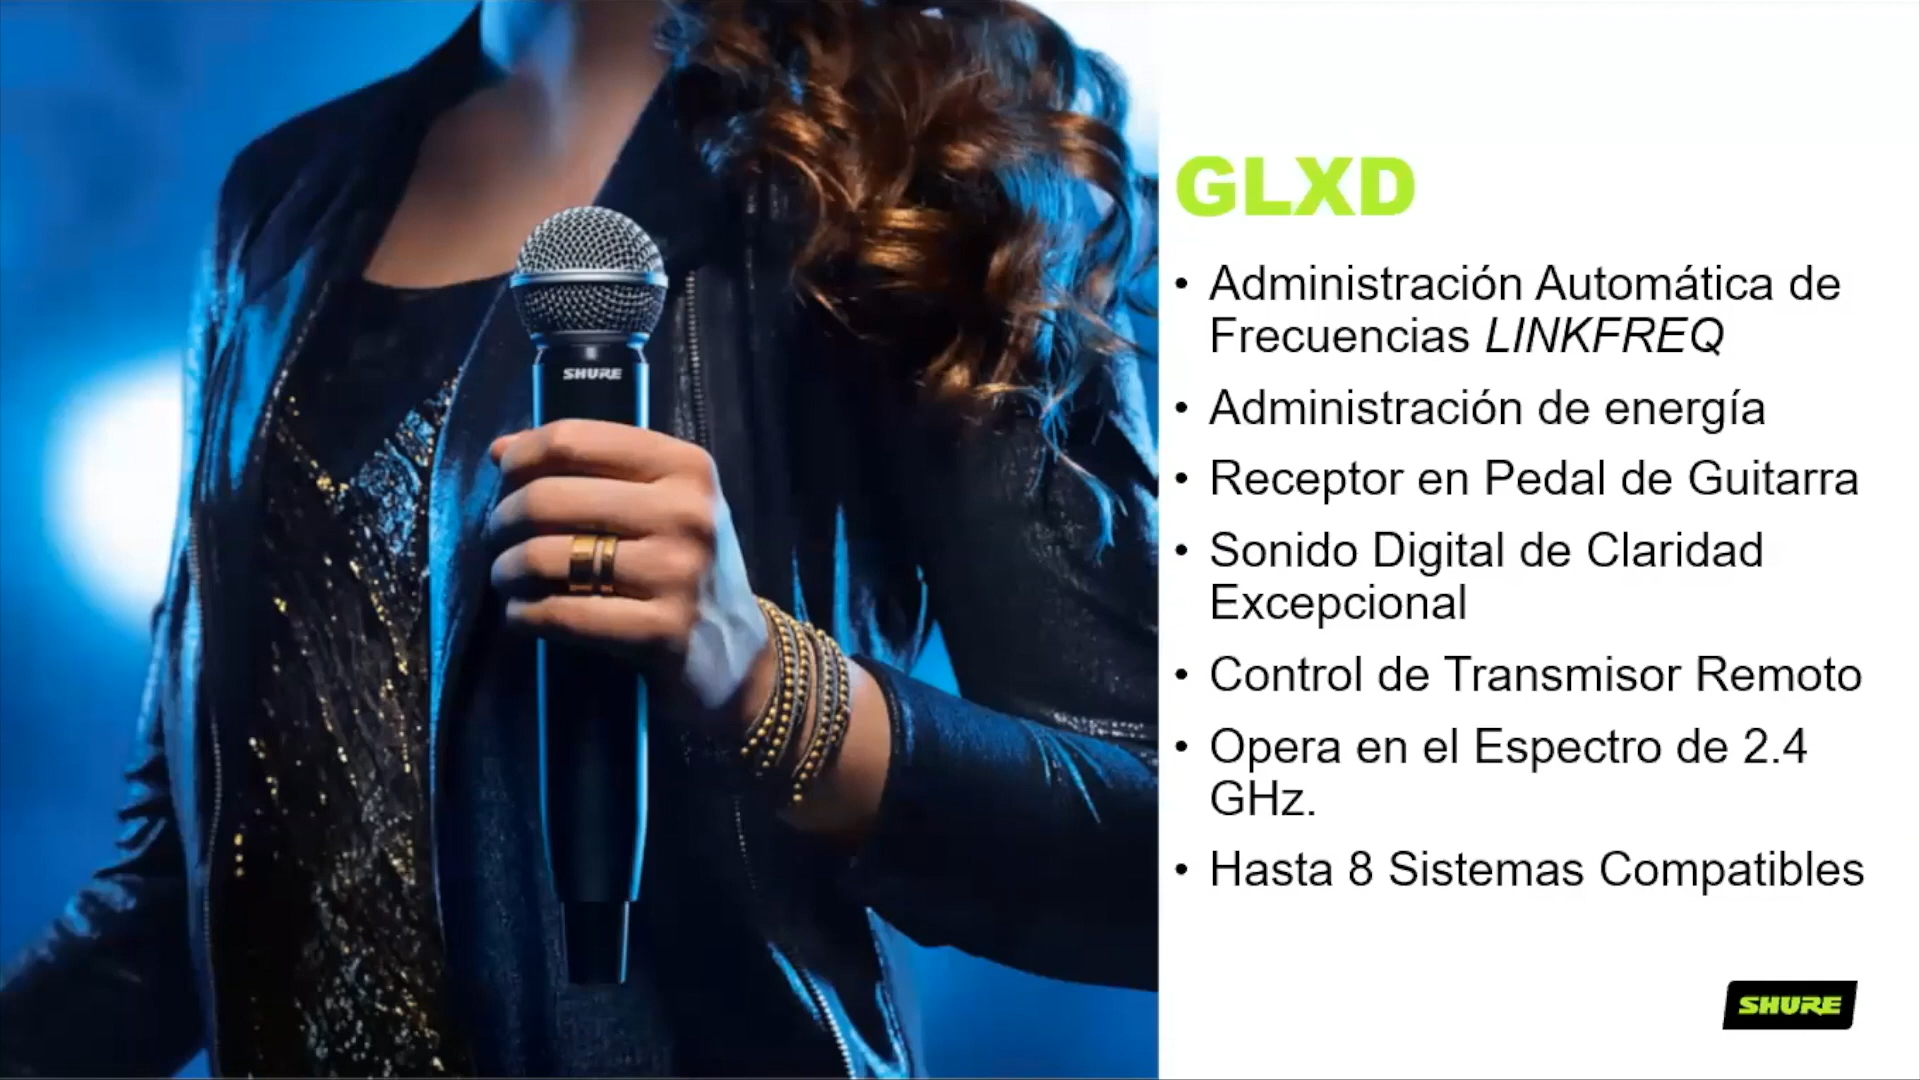 GLXD
• Administración Automática de
Frecuencias LINKFREQ
• Administración de energía
• Receptor en Pedal de Guitarra
• Sonido Digital de Claridad
Excepcional
• Control de Transmisor Remoto
• Opera en el Espectro de 2.4
GHz.
• Hasta 8 Sistemas Compatibles
SHURE
SHURE